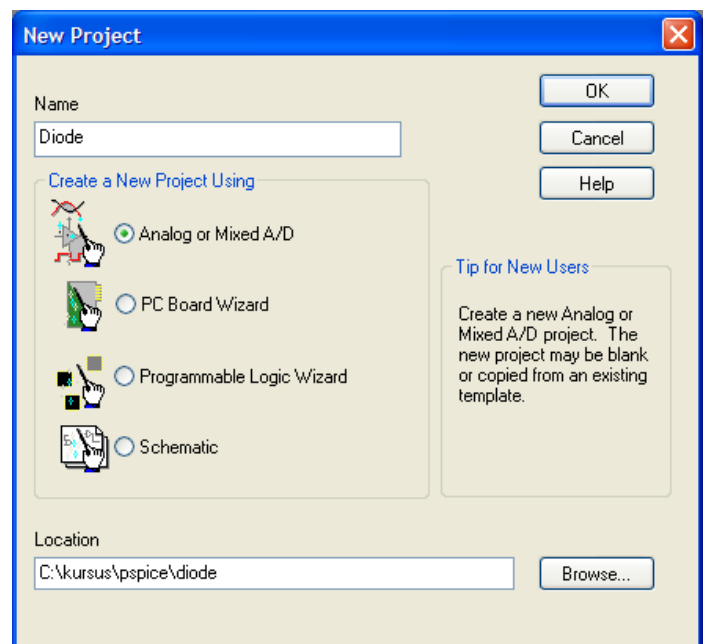 New Project
Name
Diode
OK
Cancel
Help
Create a New Project Using
Analog or Mixed A/D
PC Board Wizard
Programmable Logic Wizard
Schematic
Tip for New Users
Create a new Analog or
Mixed A/D project. The
new project may be blank
or copied from an existing
template.
Location
C:\kursus\pspice\diode
Browse...